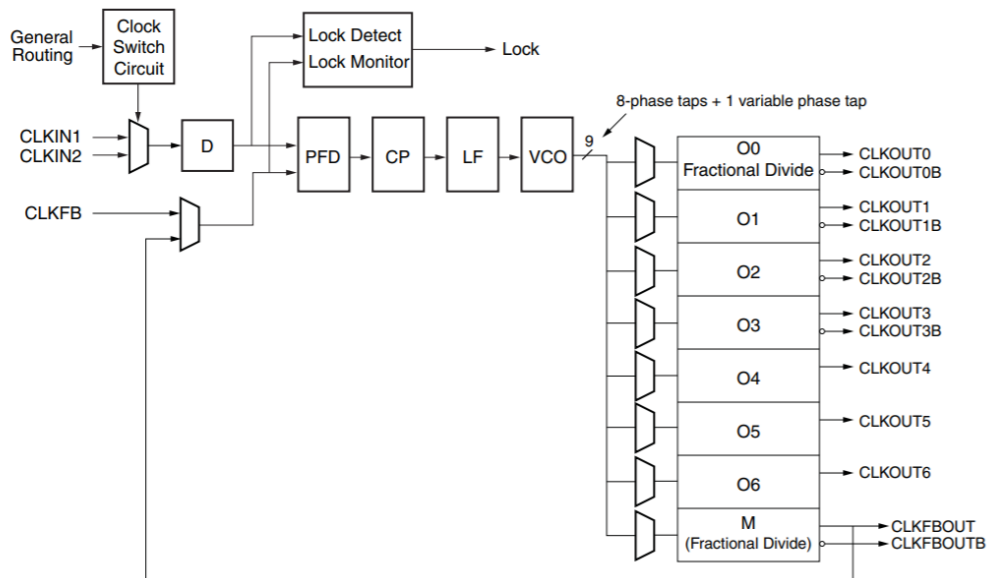 General
Routing
Clock
Switch
Circuit
Lock Detect
Lock Monitor
Lock
8-phase taps + 1 variable phase tap
CLKIN1
CLKIN2
D
PFD
CP
LF
VCO
9
CLKFB
O0
Fractional Divide
CLKOUT0
CLKOUT0B
O1
CLKOUT1
CLKOUT1B
O2
CLKOUT2
CLKOUT2B
O3
CLKOUT3
CLKOUT3B
O4
CLKOUT4
O5
CLKOUT5
O6
CLKOUT6
M
(Fractional Divide)
CLKFBOUT
CLKFBOUTB